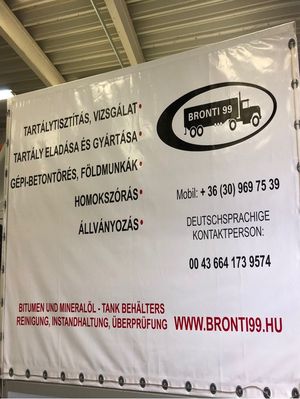 BRONTI 99
TARTÁLYTISZTÍTÁS, VIZSGÁLAT•
TARTÁLY ELADÁSA ÉS GYÁRTÁSA•
GÉPI-BETONTÖRÉS, FÖLDMUNKÁK•
HOMOKSZÓRÁS•
ÁLLVÁNYOZÁS•
Mobil: + 36 (30) 969 75 39
DEUTSCHSPRACHIGE
KONTAKTPERSON:
00 43 664 173 9574
BITUMEN UND MINERALÖL - TANK BEHÄLTERS
REINIGUNG, INSTANDHALTUNG, ÜBERPRÜFUNG
WWW.BRONTI99.HU